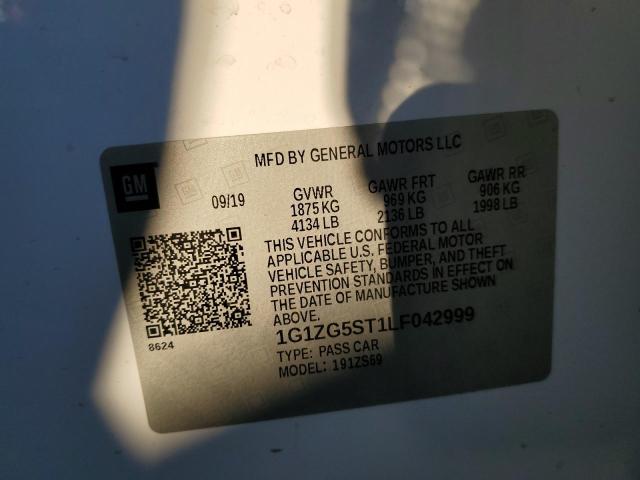 MFD BY GENERAL MOTORS LLC
GM
09/19
GVWR
1875 KG
4134 LB
GAWR FRT
969 KG
2136 LB
GAWR RR
906 KG
1998 LB
THIS VEHICLE CONFORMS TO ALL
APPLICABLE U.S. FEDERAL MOTOR
VEHICLE SAFETY, BUMPER, AND THEFT
PREVENTION STANDARDS IN EFFECT ON
THE DATE OF MANUFACTURE SHOWN
ABOVE.
8624
1G1ZG5ST1LF042999
TYPE: PASS CAR
MODEL: 191ZS69